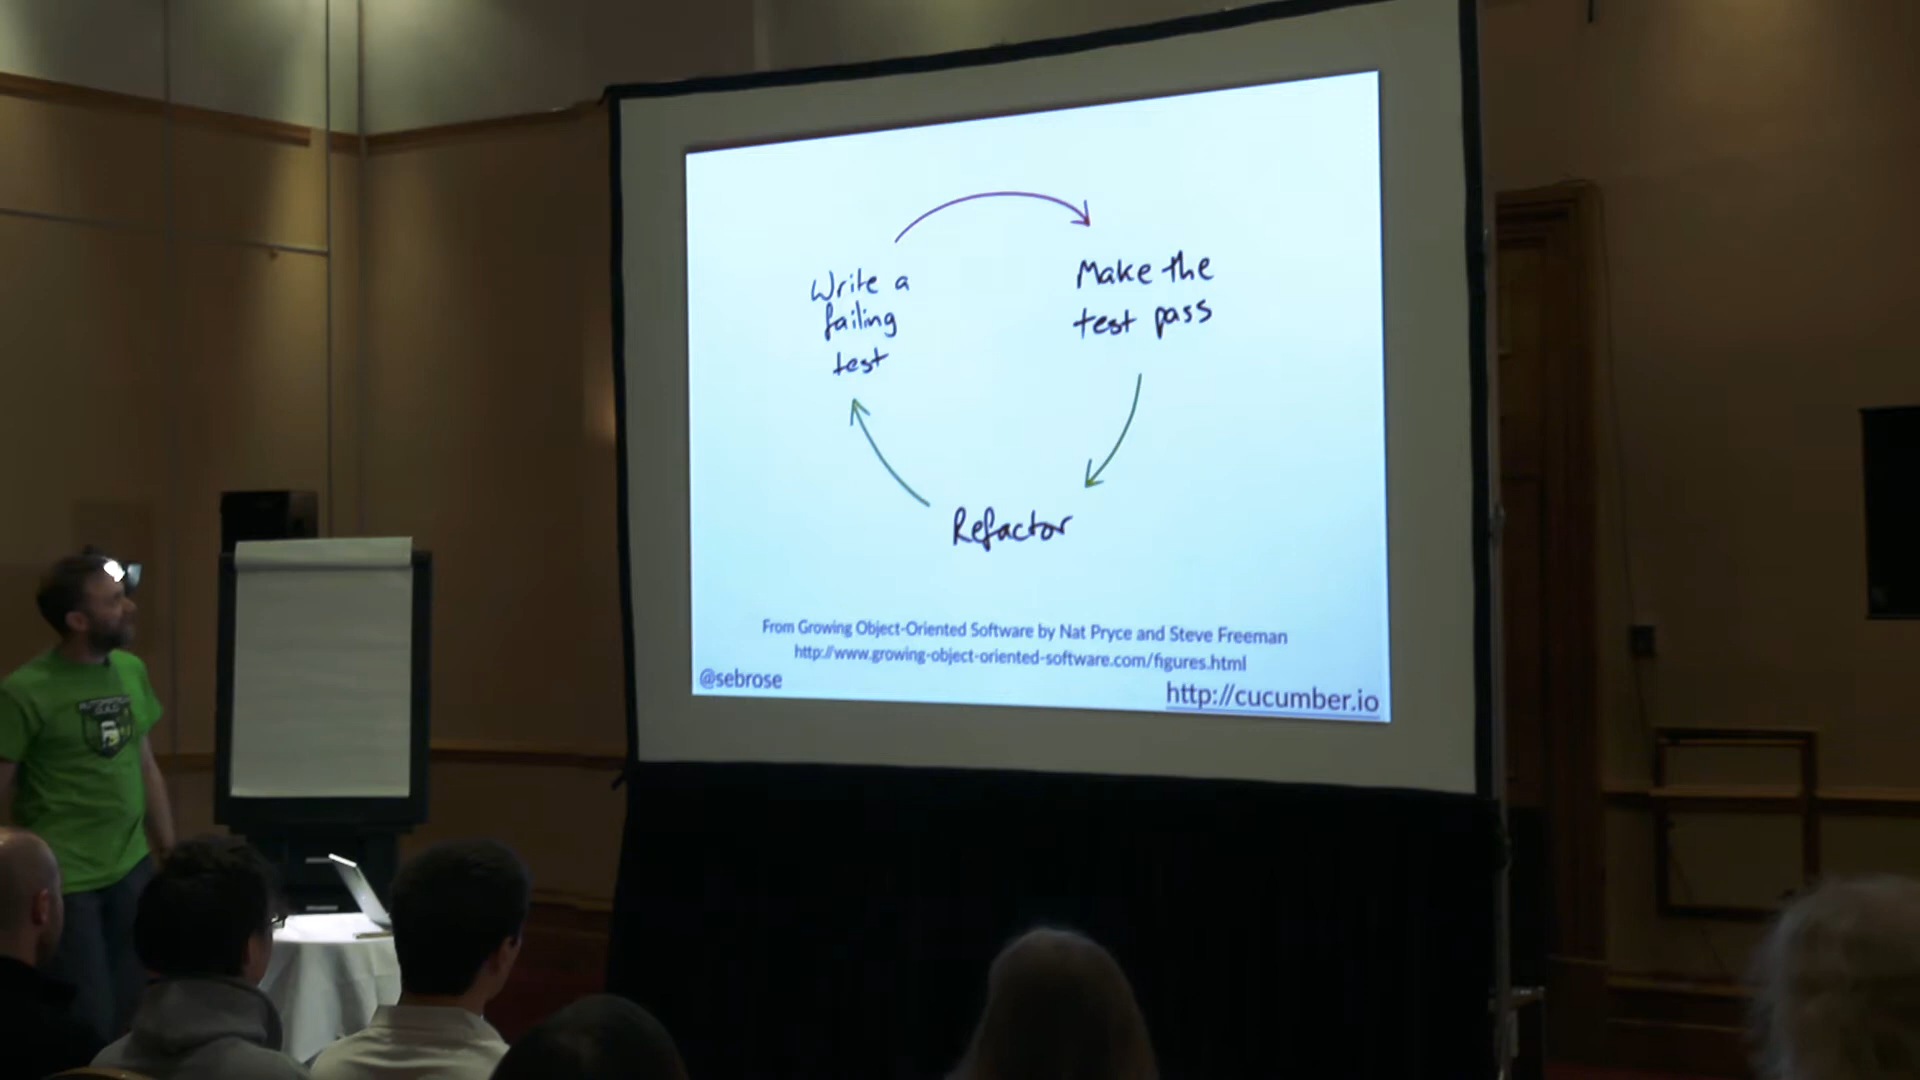 Write a
failing
test
Make the
test pass
Refactor
From Growing Object-Oriented Software by Nat Pryce and Steve Freeman
http://www.growing-object-oriented-software.com/figures.html
@sebrose
http://cucumber.io